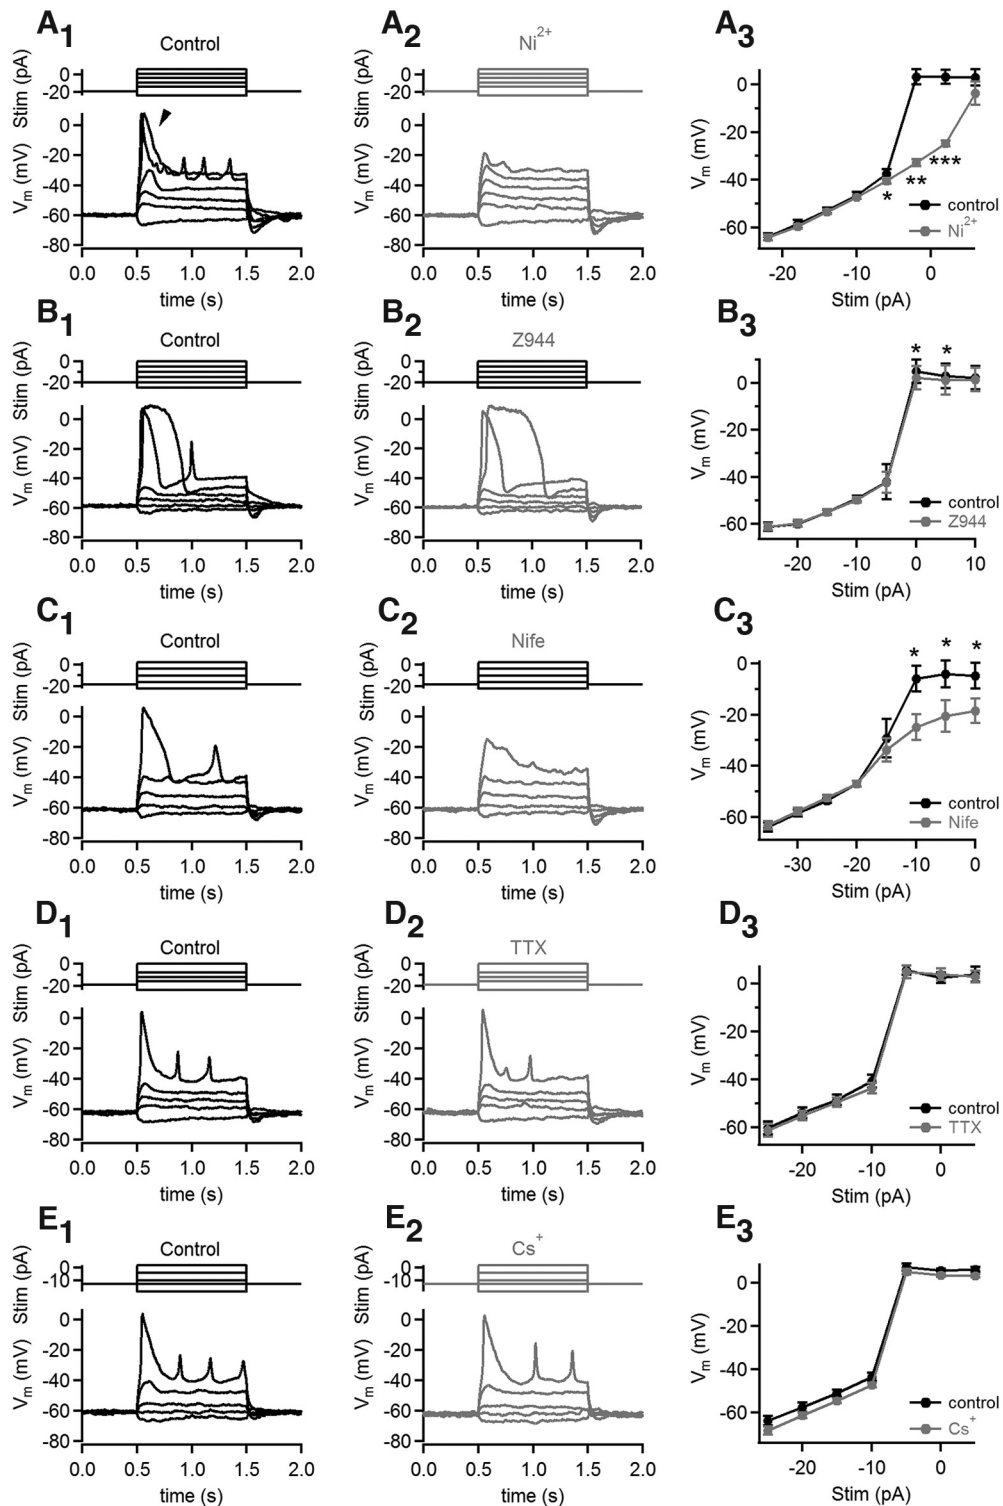 A1 Control
A2 Ni2+
A3
Stim (pA)
0
-20
Stim (pA)
0
-20
Vm (mV)
0
-20
-40
-60
-80
0.0 0.5 1.0 1.5 2.0
time (s)
Vm (mV)
0
-20
-40
-60
-80
0.0 0.5 1.0 1.5 2.0
time (s)
Vm (mV)
0
-20
-40
-60
* ** ***
control
Ni2+
-20 -10 0
Stim (pA)
B1 Control
B2 Z944
B3
Stim (pA)
0
-20
Stim (pA)
0
-20
Vm (mV)
0
-20
-40
-60
-80
0.0 0.5 1.0 1.5 2.0
time (s)
Vm (mV)
0
-20
-40
-60
-80
0.0 0.5 1.0 1.5 2.0
time (s)
* *
Vm (mV)
0
-20
-40
-60
control
Z944
-20 -10 0 10
Stim (pA)
C1 Control
C2 Nife
C3
Stim (pA)
0
-20
Stim (pA)
0
-20
Vm (mV)
0
-20
-40
-60
-80
0.0 0.5 1.0 1.5 2.0
time (s)
Vm (mV)
0
-20
-40
-60
-80
0.0 0.5 1.0 1.5 2.0
time (s)
* * *
Vm (mV)
0
-20
-40
-60
control
Nife
-30 -20 -10 0
Stim (pA)
D1 Control
D2 TTX
D3
Stim (pA)
0
-20
Stim (pA)
0
-20
Vm (mV)
0
-20
-40
-60
-80
0.0 0.5 1.0 1.5 2.0
time (s)
Vm (mV)
0
-20
-40
-60
-80
0.0 0.5 1.0 1.5 2.0
time (s)
Vm (mV)
0
-20
-40
-60
control
TTX
-20 -10 0
Stim (pA)
E1 Control
E2 Cs+
E3
Stim (pA)
0
-10
Stim (pA)
0
-10
Vm (mV)
0
-20
-40
-60
-80
0.0 0.5 1.0 1.5 2.0
time (s)
Vm (mV)
0
-20
-40
-60
-80
0.0 0.5 1.0 1.5 2.0
time (s)
Vm (mV)
0
-20
-40
-60
control
Cs+
-20 -10 0
Stim (pA)